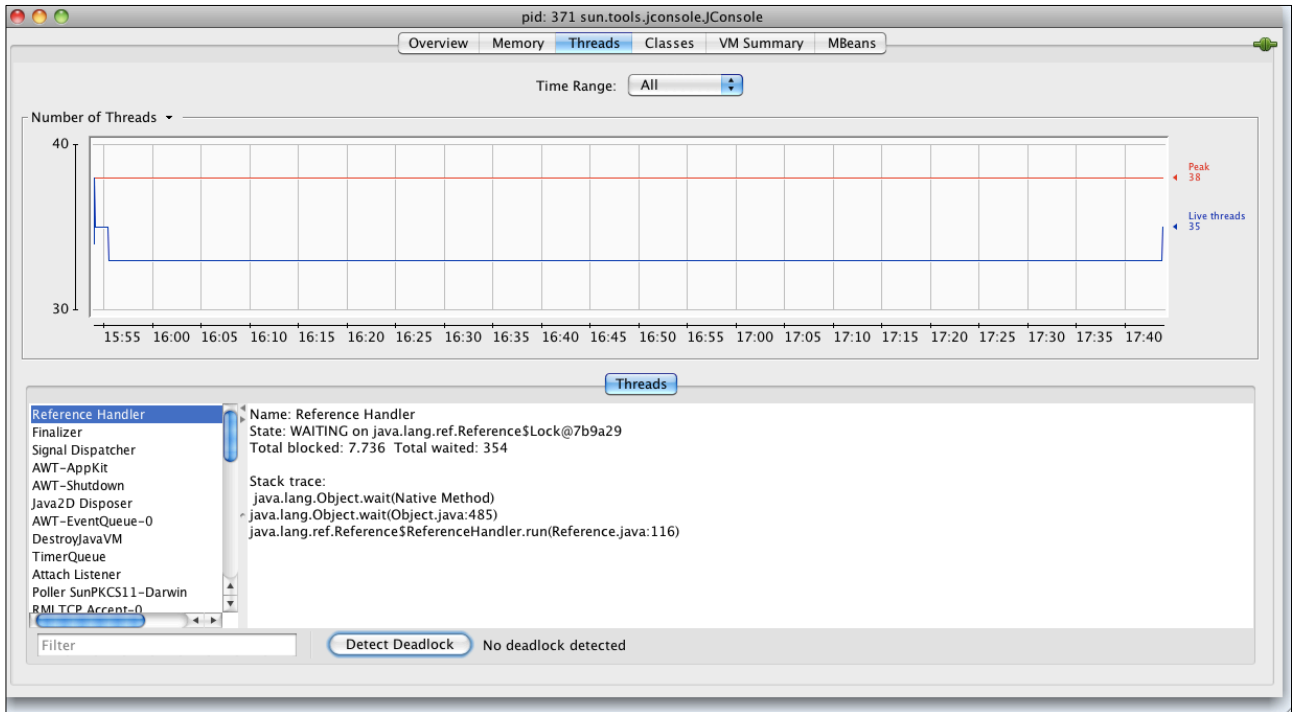 pid: 371 sun.tools.jconsole.JConsole
Overview Memory Threads Classes VM Summary MBeans
Time Range: All
Number of Threads
40
Peak
38
Live threads
35
30
15:55 16:00 16:05 16:10 16:15 16:20 16:25 16:30 16:35 16:40 16:45 16:50 16:55 17:00 17:05 17:10 17:15 17:20 17:25 17:30 17:35 17:40
Threads
Reference Handler
Finalizer
Signal Dispatcher
AWT-AppKit
AWT-Shutdown
Java2D Disposer
AWT-EventQueue-0
DestroyJavaVM
TimerQueue
Attach Listener
Poller SunPKCS11-Darwin
RMI TCP Accept-0
Name: Reference Handler
State: WAITING on java.lang.ref.Reference$Lock@7b9a29
Total blocked: 7.736 Total waited: 354
Stack trace:
java.lang.Object.wait(Native Method)
java.lang.Object.wait(Object.java:485)
java.lang.ref.Reference$ReferenceHandler.run(Reference.java:116)
Filter
Detect Deadlock
No deadlock detected